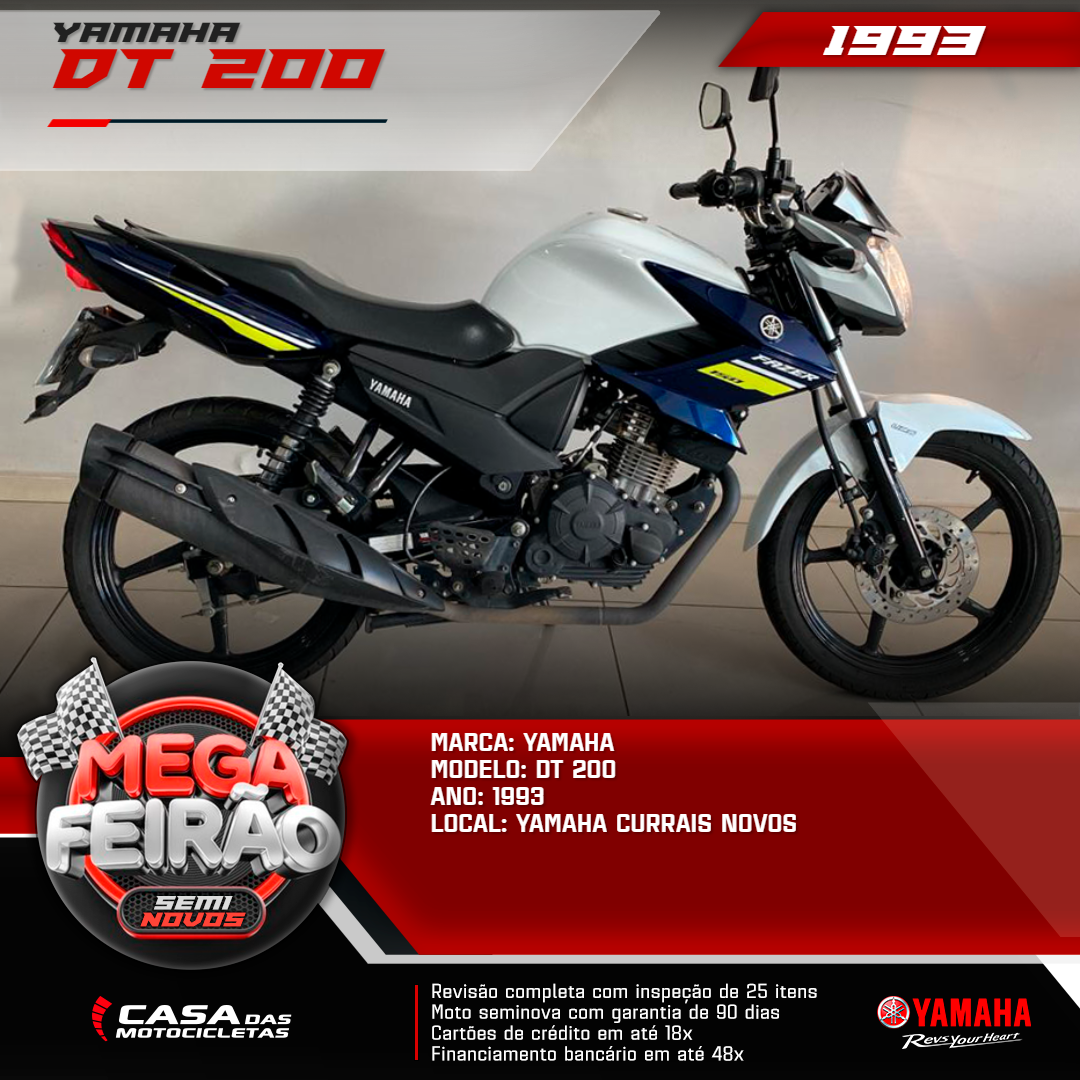 YAMAHA
DT 200
1993
FAZER
150
YAMAHA
MEGA
FEIRÃO
SEMI
NOVOS
MARCA: YAMAHA
MODELO: DT 200
ANO: 1993
LOCAL: YAMAHA CURRAIS NOVOS
CASA DAS
MOTOCICLETAS
Revisão completa com inspeção de 25 itens
Moto seminova com garantia de 90 dias
Cartões de crédito em até 18x
Financiamento bancário em até 48x
YAMAHA
Revs Your Heart